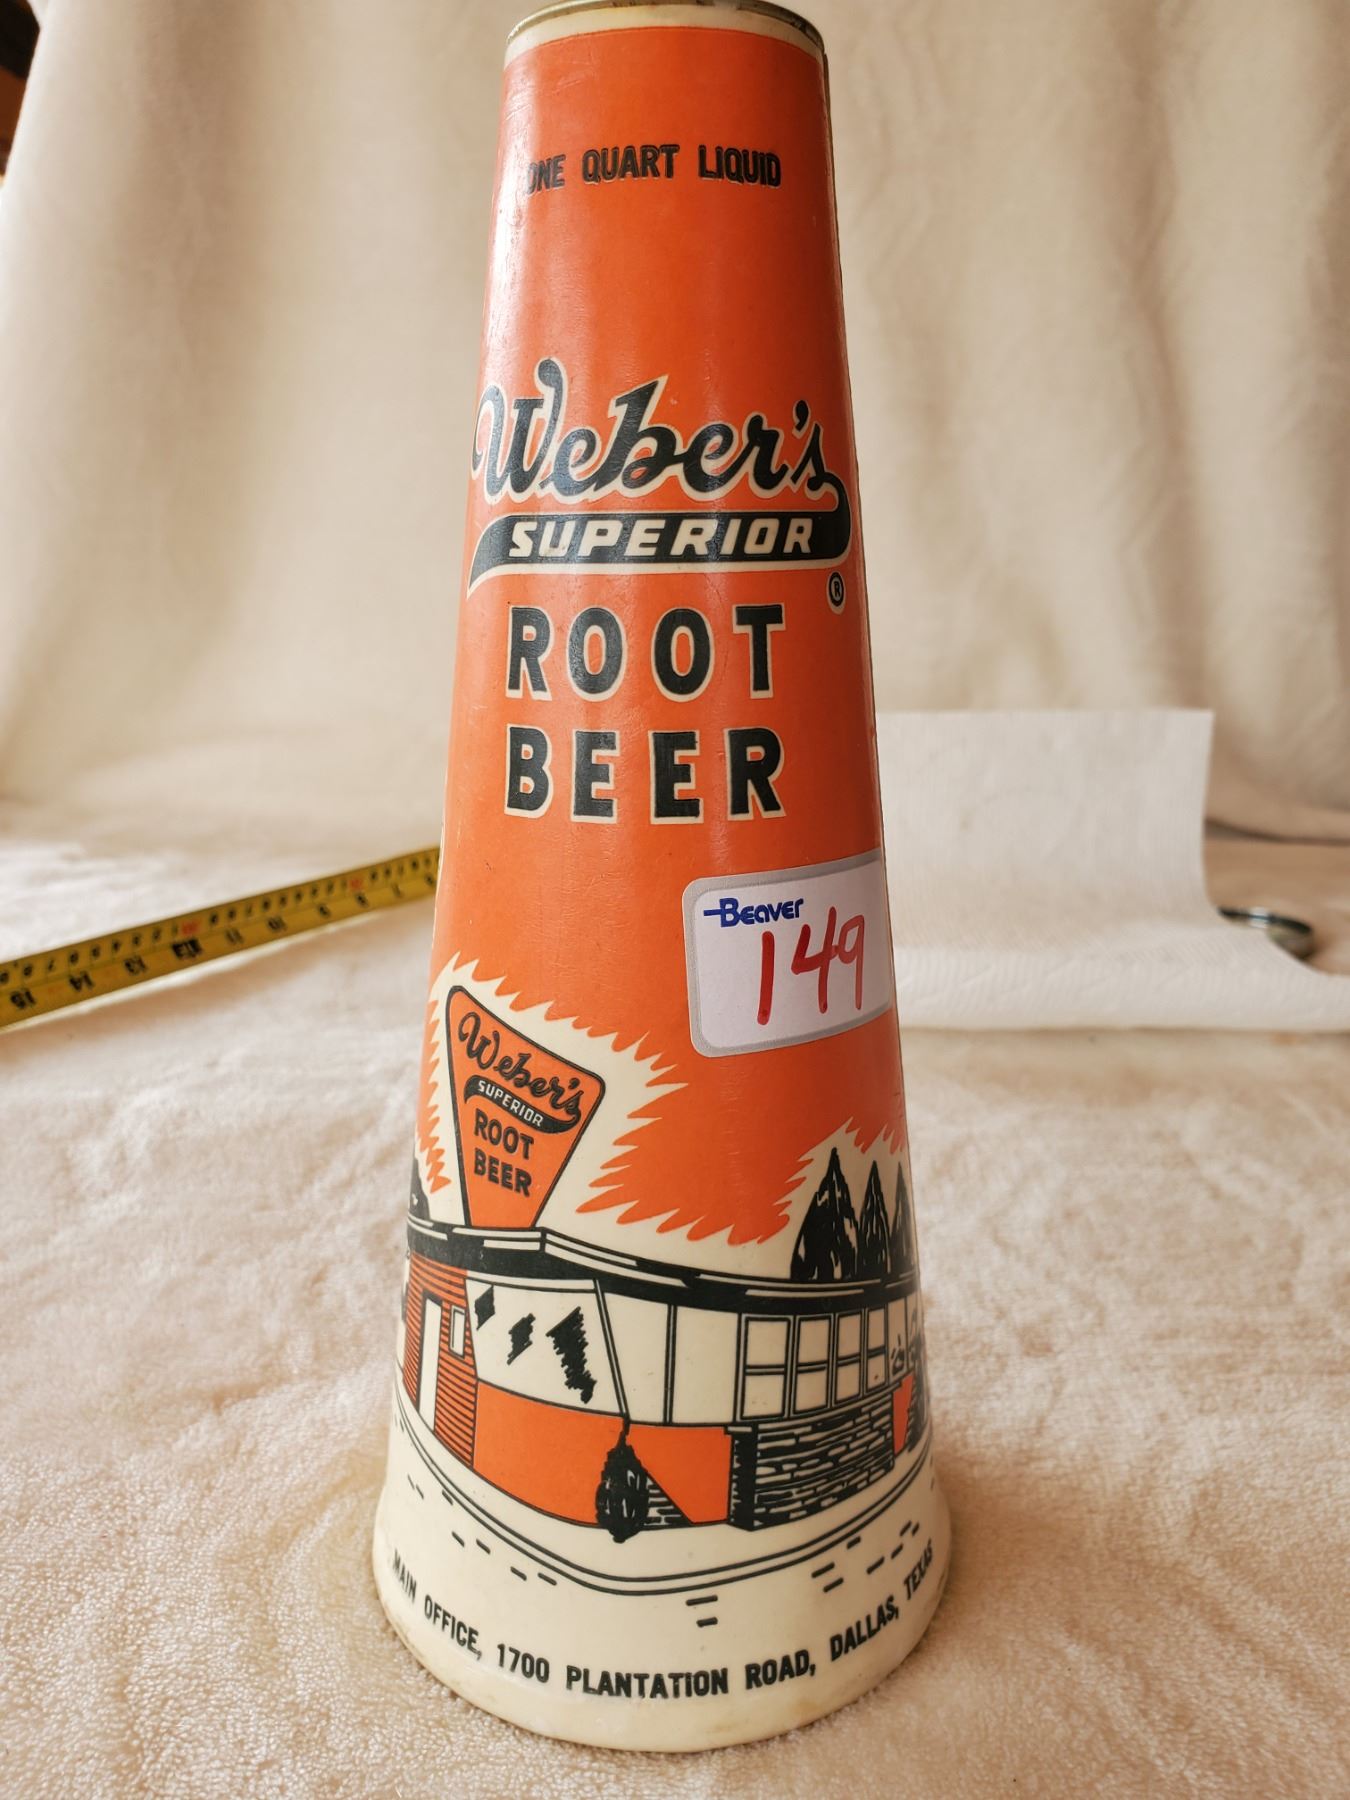 ONE QUART LIQUID
Weber's
SUPERIOR
®
ROOT
BEER
Beaver
149
Weber's
SUPERIOR
ROOT
BEER
MAIN OFFICE, 1700 PLANTATION ROAD, DALLAS, TEXAS